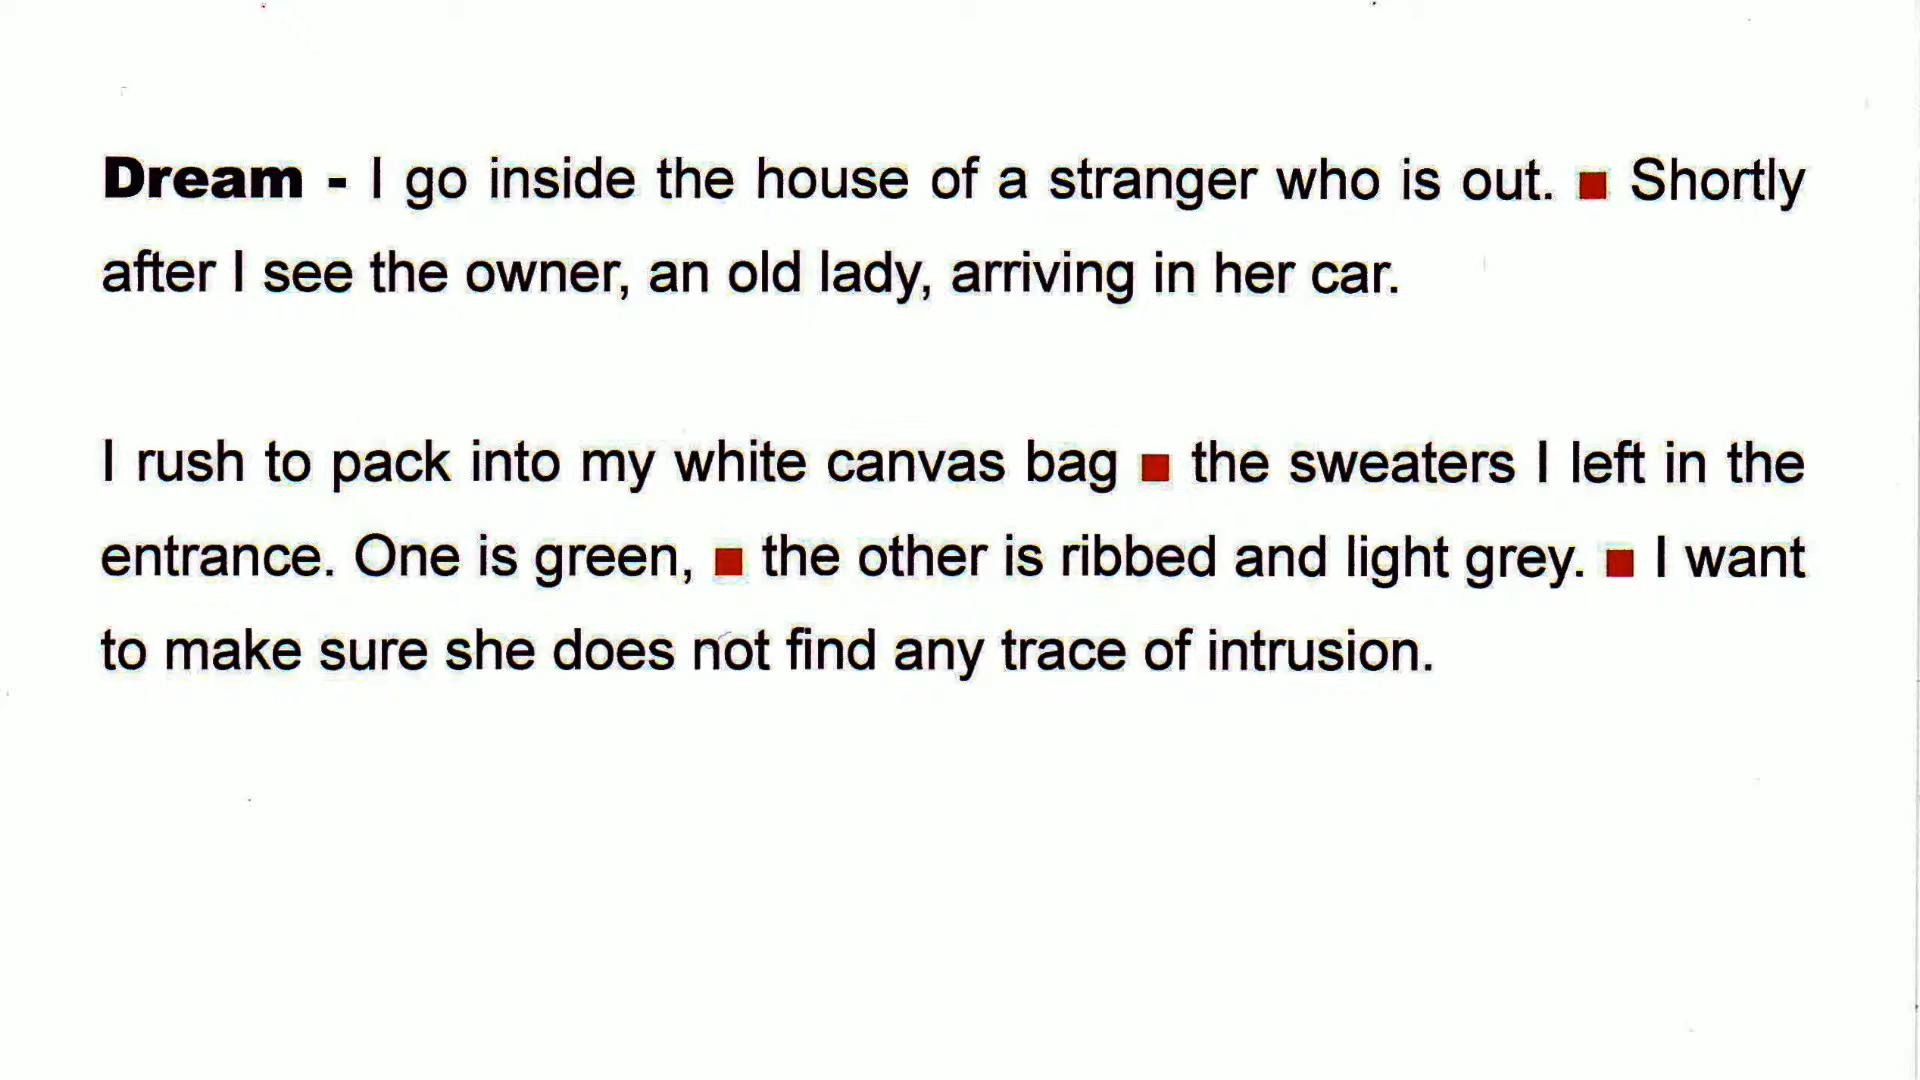 Dream - I go inside the house of a stranger who is out. ■ Shortly
after I see the owner, an old lady, arriving in her car.
I rush to pack into my white canvas bag ■ the sweaters I left in the
entrance. One is green, ■ the other is ribbed and light grey. ■ I want
to make sure she does not find any trace of intrusion.